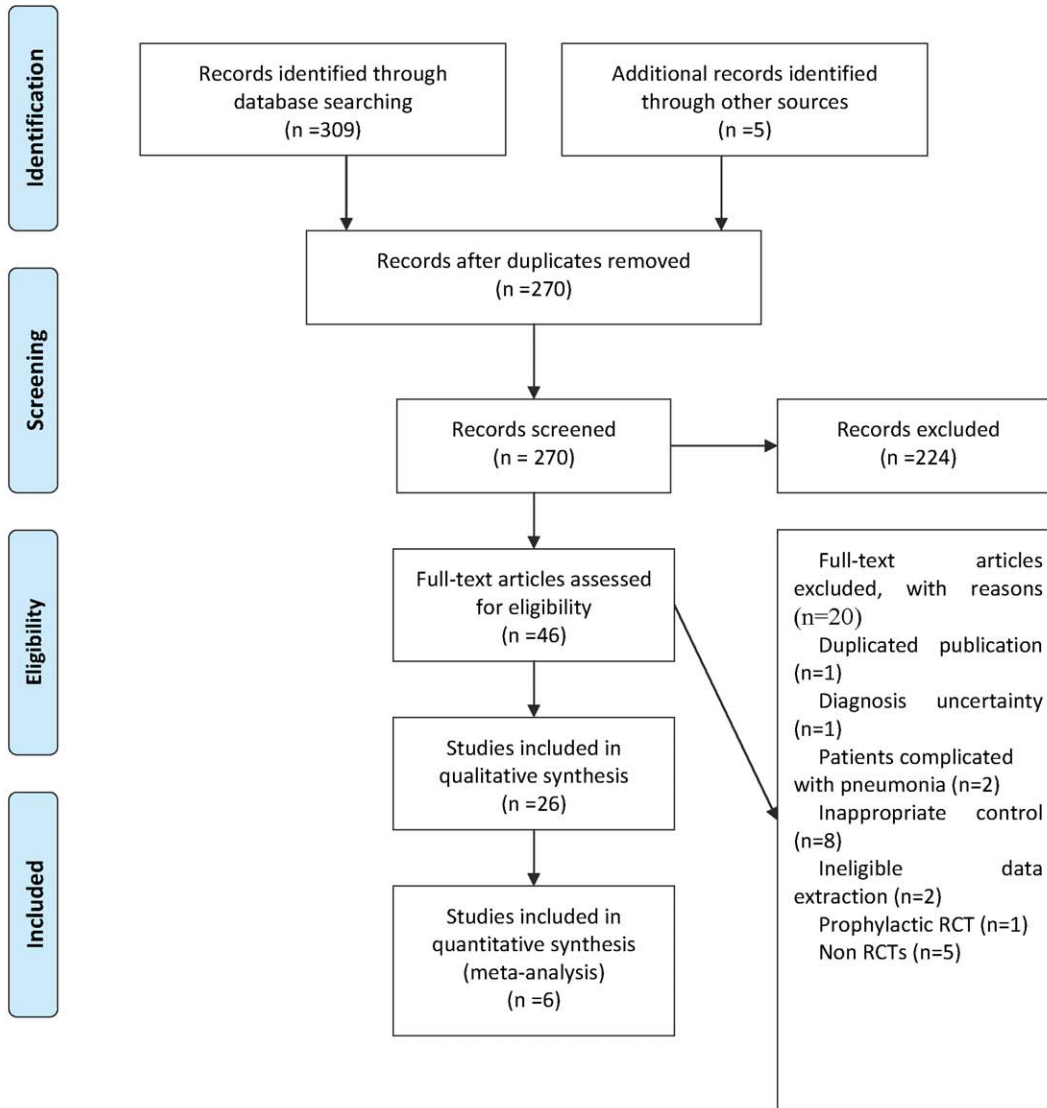 Identification
Records identified through
database searching
(n =309)
Additional records identified
through other sources
(n =5)
Records after duplicates removed
(n =270)
Screening
Records screened
(n = 270)
Records excluded
(n =224)
Eligibility
Full-text articles assessed
for eligibility
(n =46)
Full-text articles
excluded, with reasons
(n=20)
Duplicated publication
(n=1)
Diagnosis uncertainty
(n=1)
Patients complicated
with pneumonia (n=2)
Inappropriate control
(n=8)
Ineligible data
extraction (n=2)
Prophylactic RCT (n=1)
Non RCTs (n=5)
Studies included in
qualitative synthesis
(n =26)
Included
Studies included in
quantitative synthesis
(meta-analysis)
(n =6)